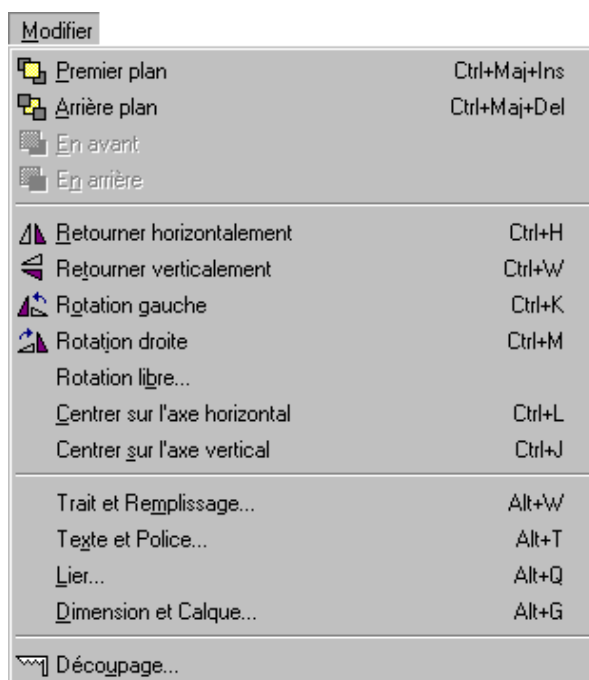 Modifier
Premier plan Ctrl+Maj+Ins
Arrière plan Ctrl+Maj+Del
En avant
En arrière
Retourner horizontalement Ctrl+H
Retourner verticalement Ctrl+W
Rotation gauche Ctrl+K
Rotation droite Ctrl+M
Rotation libre...
Centrer sur l'axe horizontal Ctrl+L
Centrer sur l'axe vertical Ctrl+J
Trait et Remplissage... Alt+W
Texte et Police... Alt+T
Lier... Alt+Q
Dimension et Calque... Alt+G
Découpage...